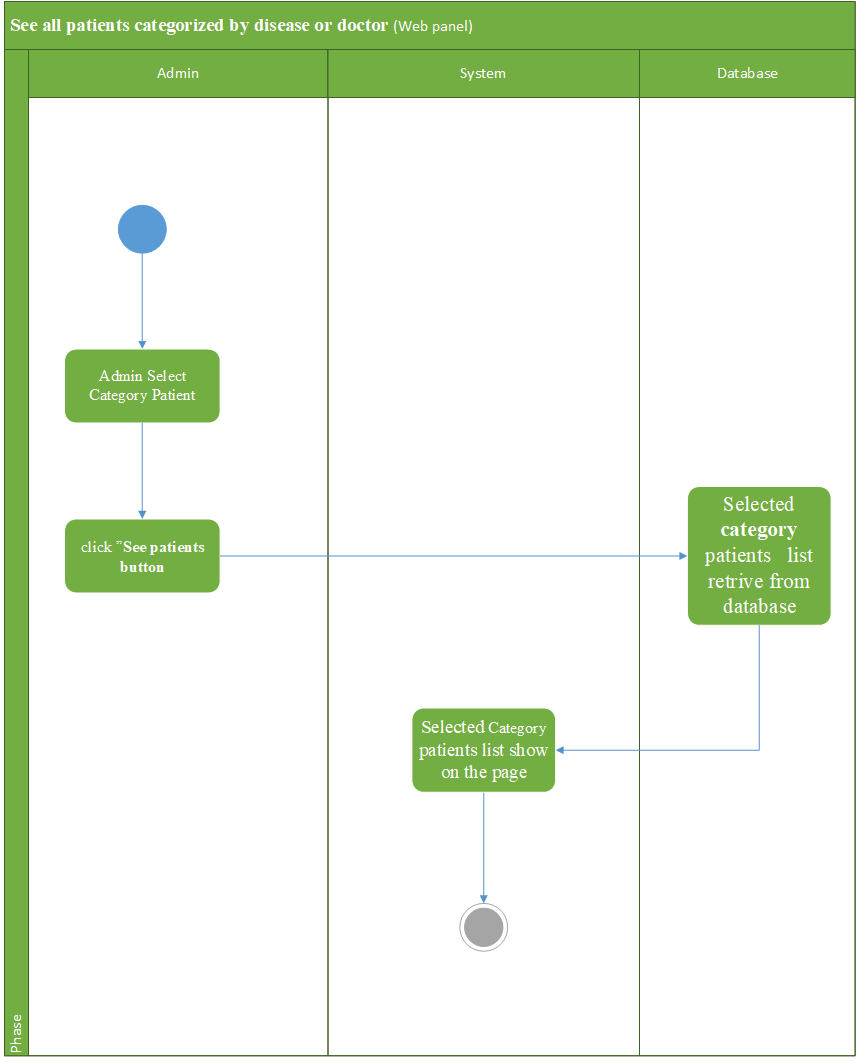 See all patients categorized by disease or doctor (Web panel)
Admin
System
Database
Admin Select
Category Patient
click ”See patients
button
Selected
category
patients list
retrive from
database
Selected Category
patients list show
on the page
Phase